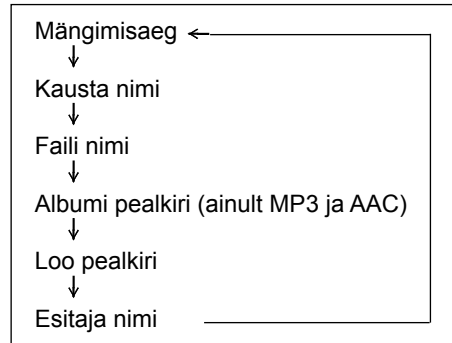 Mängimisaeg
Kausta nimi
Faili nimi
Albumi pealkiri (ainult MP3 ja AAC)
Loo pealkiri
Esitaja nimi